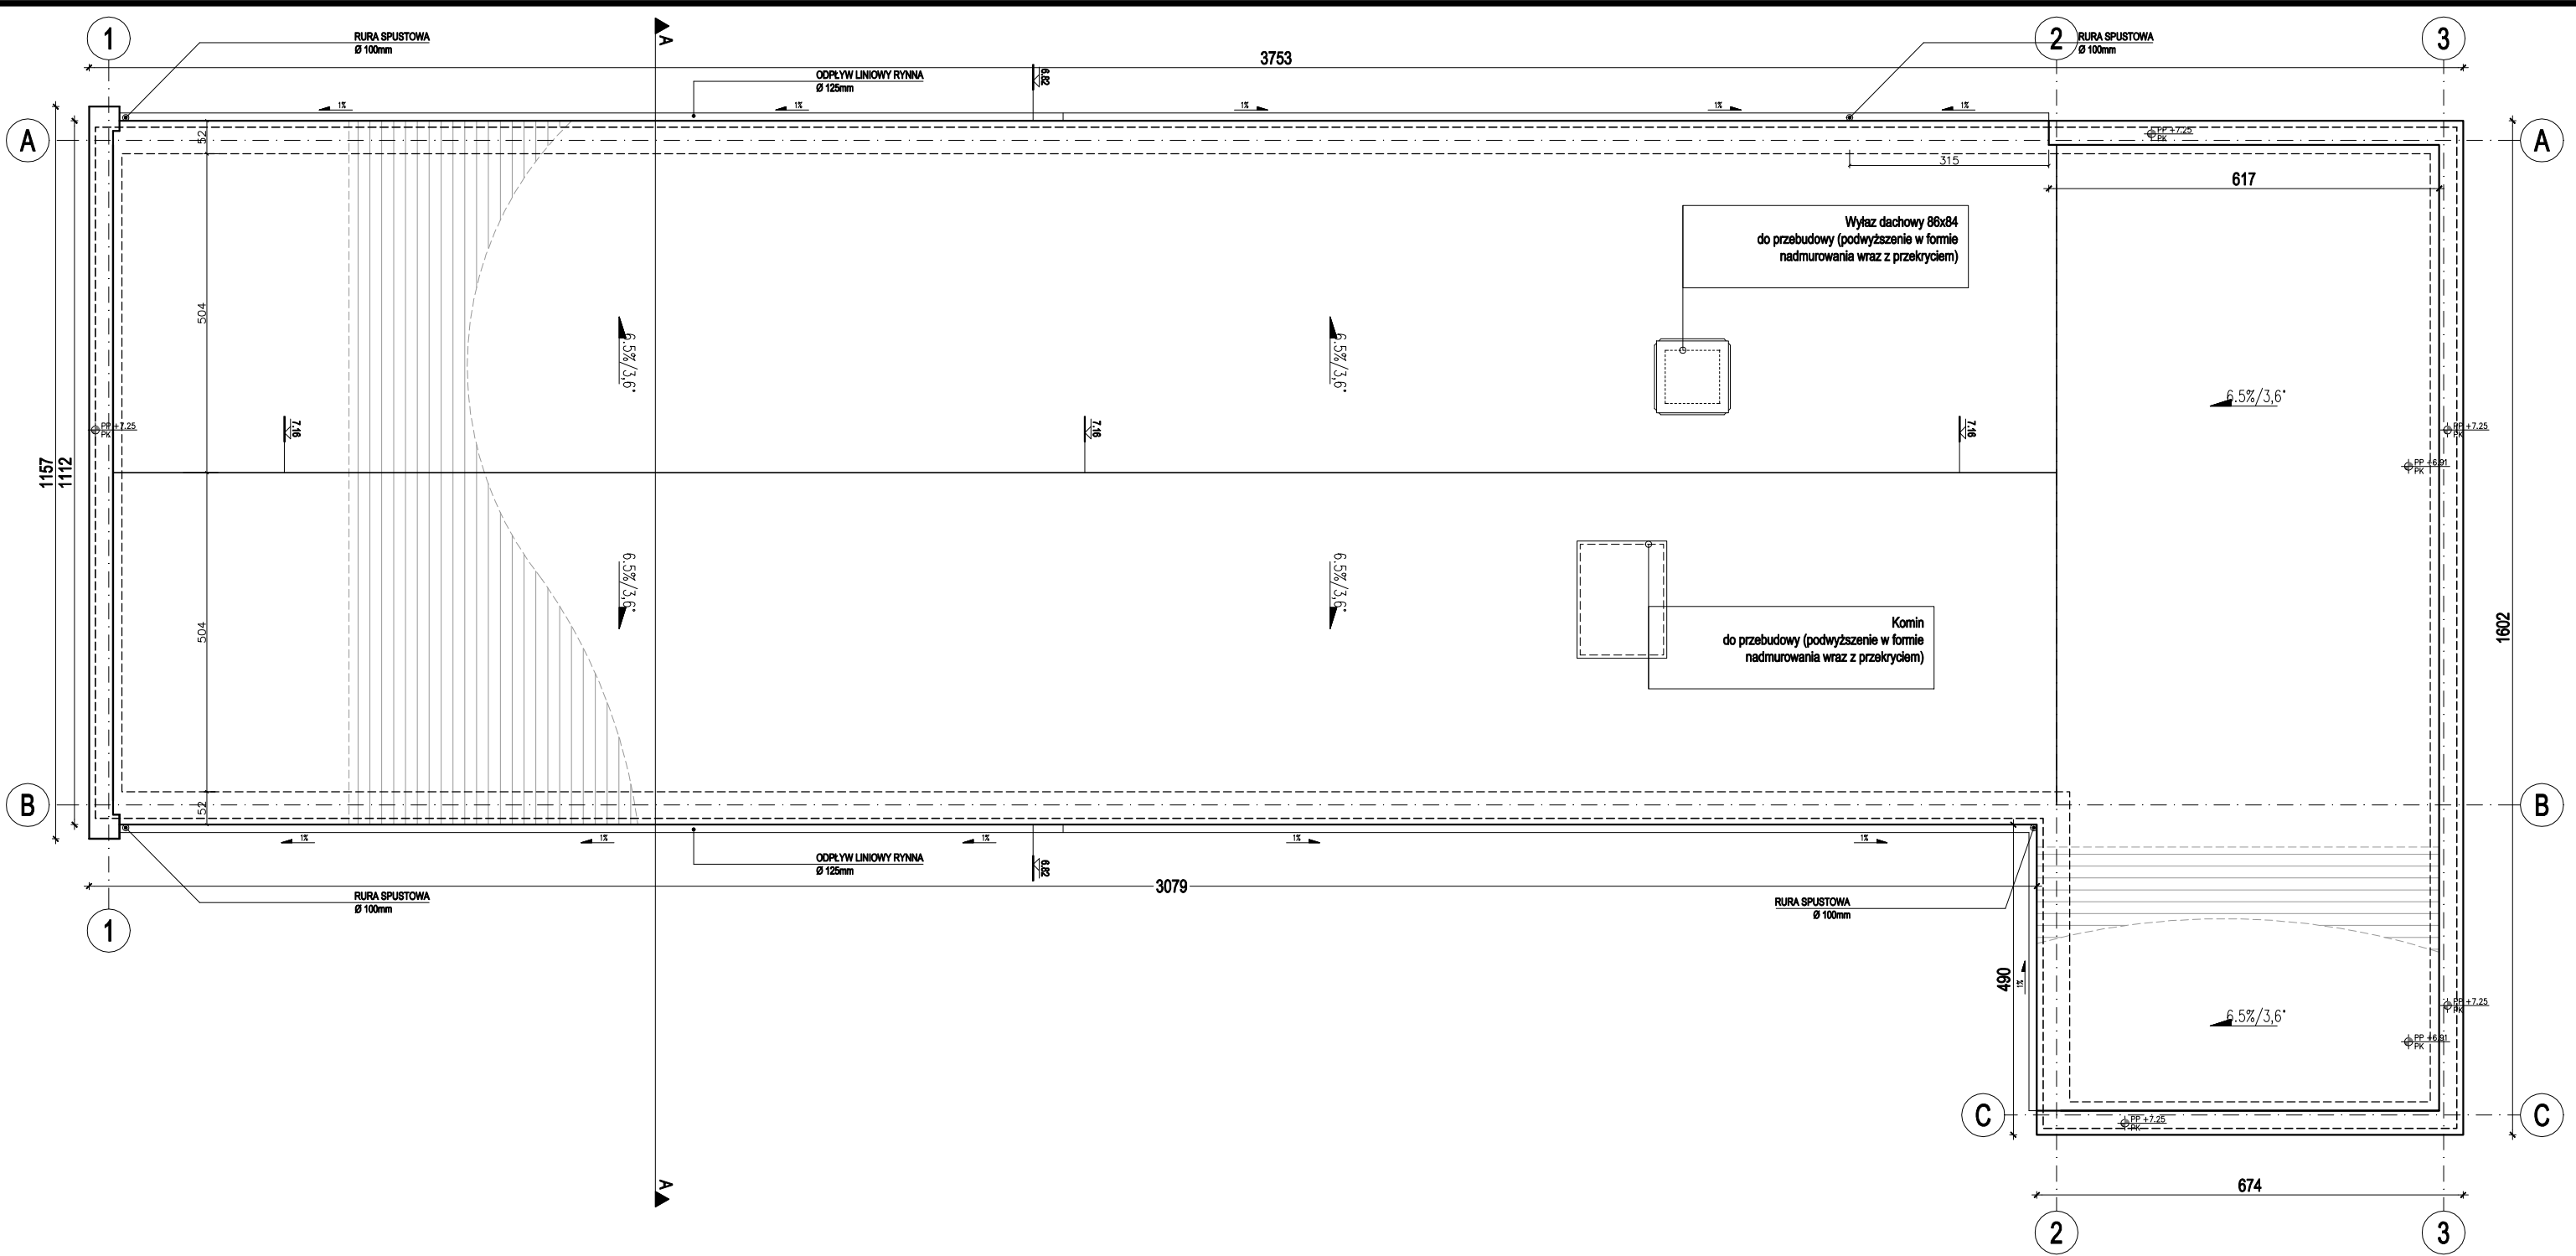 1
2
3
RURA SPUSTOWA
Ø 100mm
A
RURA SPUSTOWA
Ø 100mm
3753
ODPŁYW LINIOWY RYNNA
Ø 125mm
6.82
1%
1%
1%
1%
1%
A
A
52
PP +7.25
PK
315
617
Wyłaz dachowy 86x84
do przebudowy (podwyższenie w formie
nadmurowania wraz z przekryciem)
504
6.5%/3,6°
6.5%/3,6°
6.5%/3,6°
PP +7.25
PK
7.16
7.16
7.16
PP +7.25
PK
PP +6.91
PK
1157
1112
504
6.5%/3,6°
6.5%/3,6°
Komin
do przebudowy (podwyższenie w formie
nadmurowania wraz z przekryciem)
1602
B
B
52
1%
1%
1%
1%
1%
ODPŁYW LINIOWY RYNNA
Ø 125mm
6.82
3079
RURA SPUSTOWA
Ø 100mm
RURA SPUSTOWA
Ø 100mm
1
490
1%
6.5%/3,6°
PP +7.25
PK
PP +6.91
PK
C
C
PP +7.25
PK
A
674
2
3